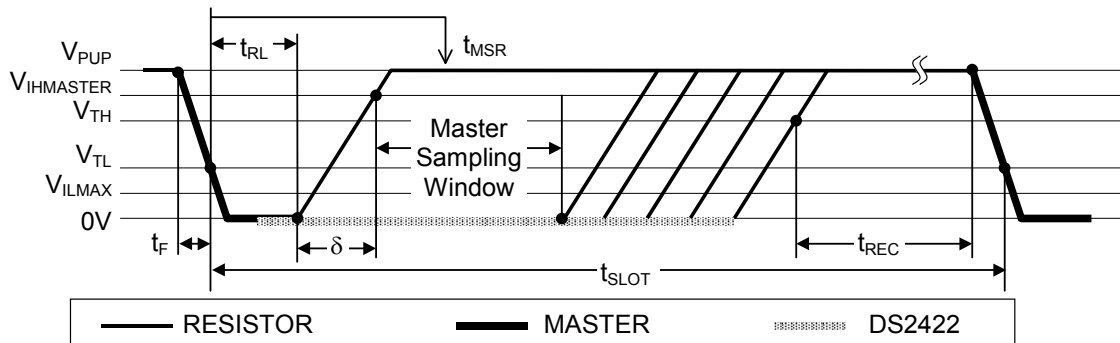 V_PUP
V_IHMASTER
V_TH
V_TL
V_ILMAX
0V
t_RL
t_MSR
Master
Sampling
Window
t_F
δ
t_REC
t_SLOT
RESISTOR MASTER DS2422